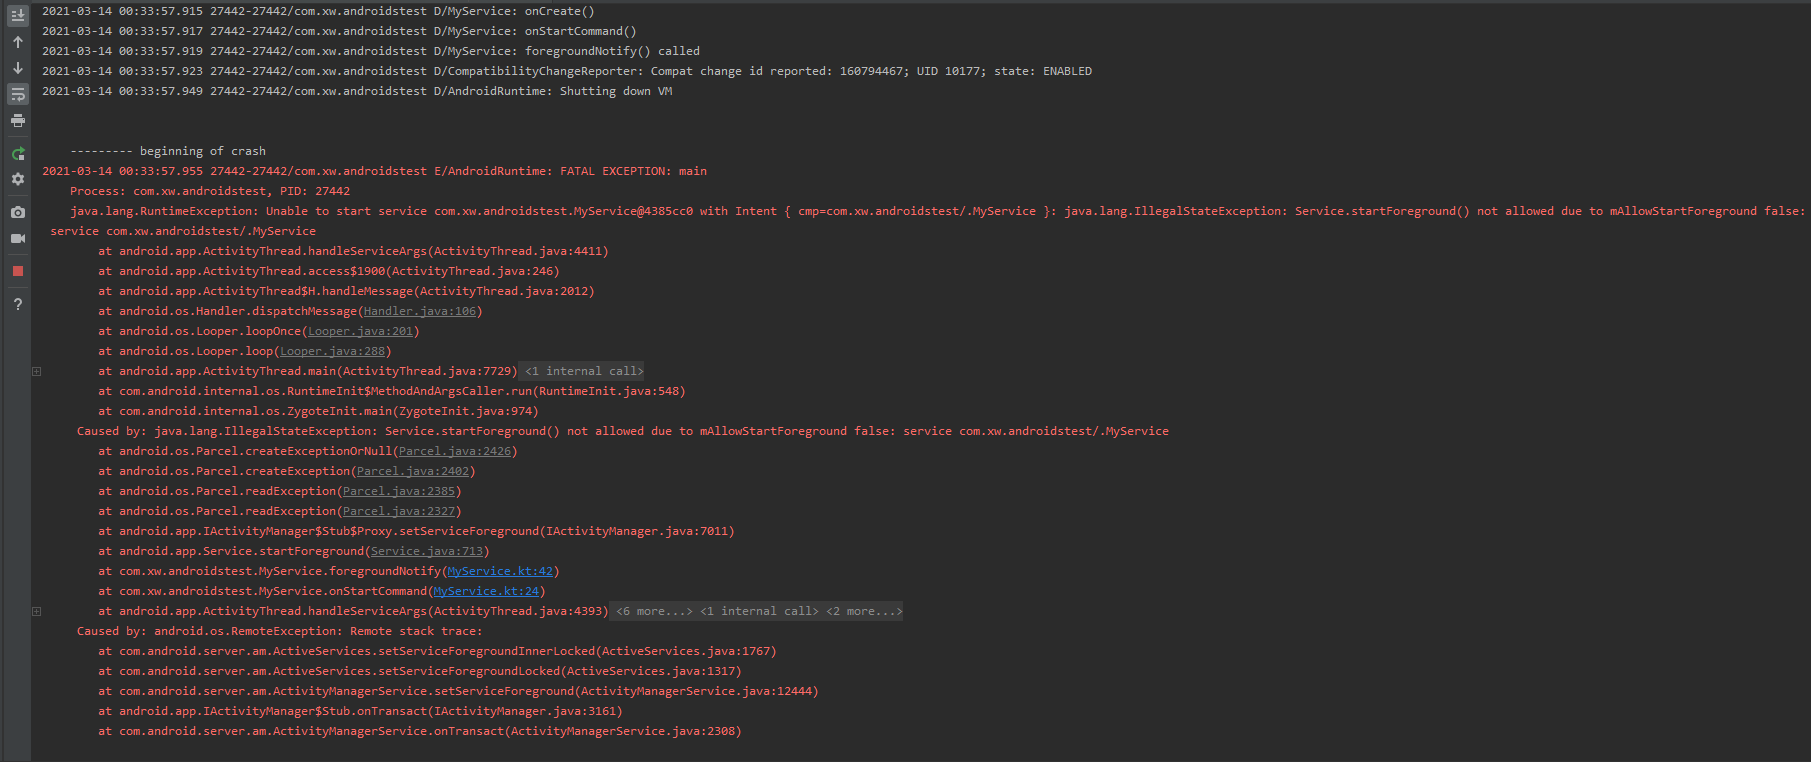 2021-03-14 00:33:57.915 27442-27442/com.xw.androidstest D/MyService: onCreate()
2021-03-14 00:33:57.917 27442-27442/com.xw.androidstest D/MyService: onStartCommand()
2021-03-14 00:33:57.919 27442-27442/com.xw.androidstest D/MyService: foregroundNotify() called
2021-03-14 00:33:57.923 27442-27442/com.xw.androidstest D/CompatibilityChangeReporter: Compat change id reported: 160794467; UID 10177; state: ENABLED
2021-03-14 00:33:57.949 27442-27442/com.xw.androidstest D/AndroidRuntime: Shutting down VM
--------- beginning of crash
2021-03-14 00:33:57.955 27442-27442/com.xw.androidstest E/AndroidRuntime: FATAL EXCEPTION: main
Process: com.xw.androidstest, PID: 27442
java.lang.RuntimeException: Unable to start service com.xw.androidstest.MyService@4385cc0 with Intent { cmp=com.xw.androidstest/.MyService }: java.lang.IllegalStateException: Service.startForeground() not allowed due to mAllowStartForeground false:
service com.xw.androidstest/.MyService
at android.app.ActivityThread.handleServiceArgs(ActivityThread.java:4411)
at android.app.ActivityThread.access$1900(ActivityThread.java:246)
at android.app.ActivityThread$H.handleMessage(ActivityThread.java:2012)
at android.os.Handler.dispatchMessage(Handler.java:106)
at android.os.Looper.loopOnce(Looper.java:201)
at android.os.Looper.loop(Looper.java:288)
at android.app.ActivityThread.main(ActivityThread.java:7729) <1 internal call>
at com.android.internal.os.RuntimeInit$MethodAndArgsCaller.run(RuntimeInit.java:548)
at com.android.internal.os.ZygoteInit.main(ZygoteInit.java:974)
Caused by: java.lang.IllegalStateException: Service.startForeground() not allowed due to mAllowStartForeground false: service com.xw.androidstest/.MyService
at android.os.Parcel.createExceptionOrNull(Parcel.java:2426)
at android.os.Parcel.createException(Parcel.java:2402)
at android.os.Parcel.readException(Parcel.java:2385)
at android.os.Parcel.readException(Parcel.java:2327)
at android.app.IActivityManager$Stub$Proxy.setServiceForeground(IActivityManager.java:7011)
at android.app.Service.startForeground(Service.java:713)
at com.xw.androidstest.MyService.foregroundNotify(MyService.kt:42)
at com.xw.androidstest.MyService.onStartCommand(MyService.kt:24)
at android.app.ActivityThread.handleServiceArgs(ActivityThread.java:4393) <6 more...> <1 internal call> <2 more...>
Caused by: android.os.RemoteException: Remote stack trace:
at com.android.server.am.ActiveServices.setServiceForegroundInnerLocked(ActiveServices.java:1767)
at com.android.server.am.ActiveServices.setServiceForegroundLocked(ActiveServices.java:1317)
at com.android.server.am.ActivityManagerService.setServiceForeground(ActivityManagerService.java:12444)
at android.app.IActivityManager$Stub.onTransact(IActivityManager.java:3161)
at com.android.server.am.ActivityManagerService.onTransact(ActivityManagerService.java:2308)